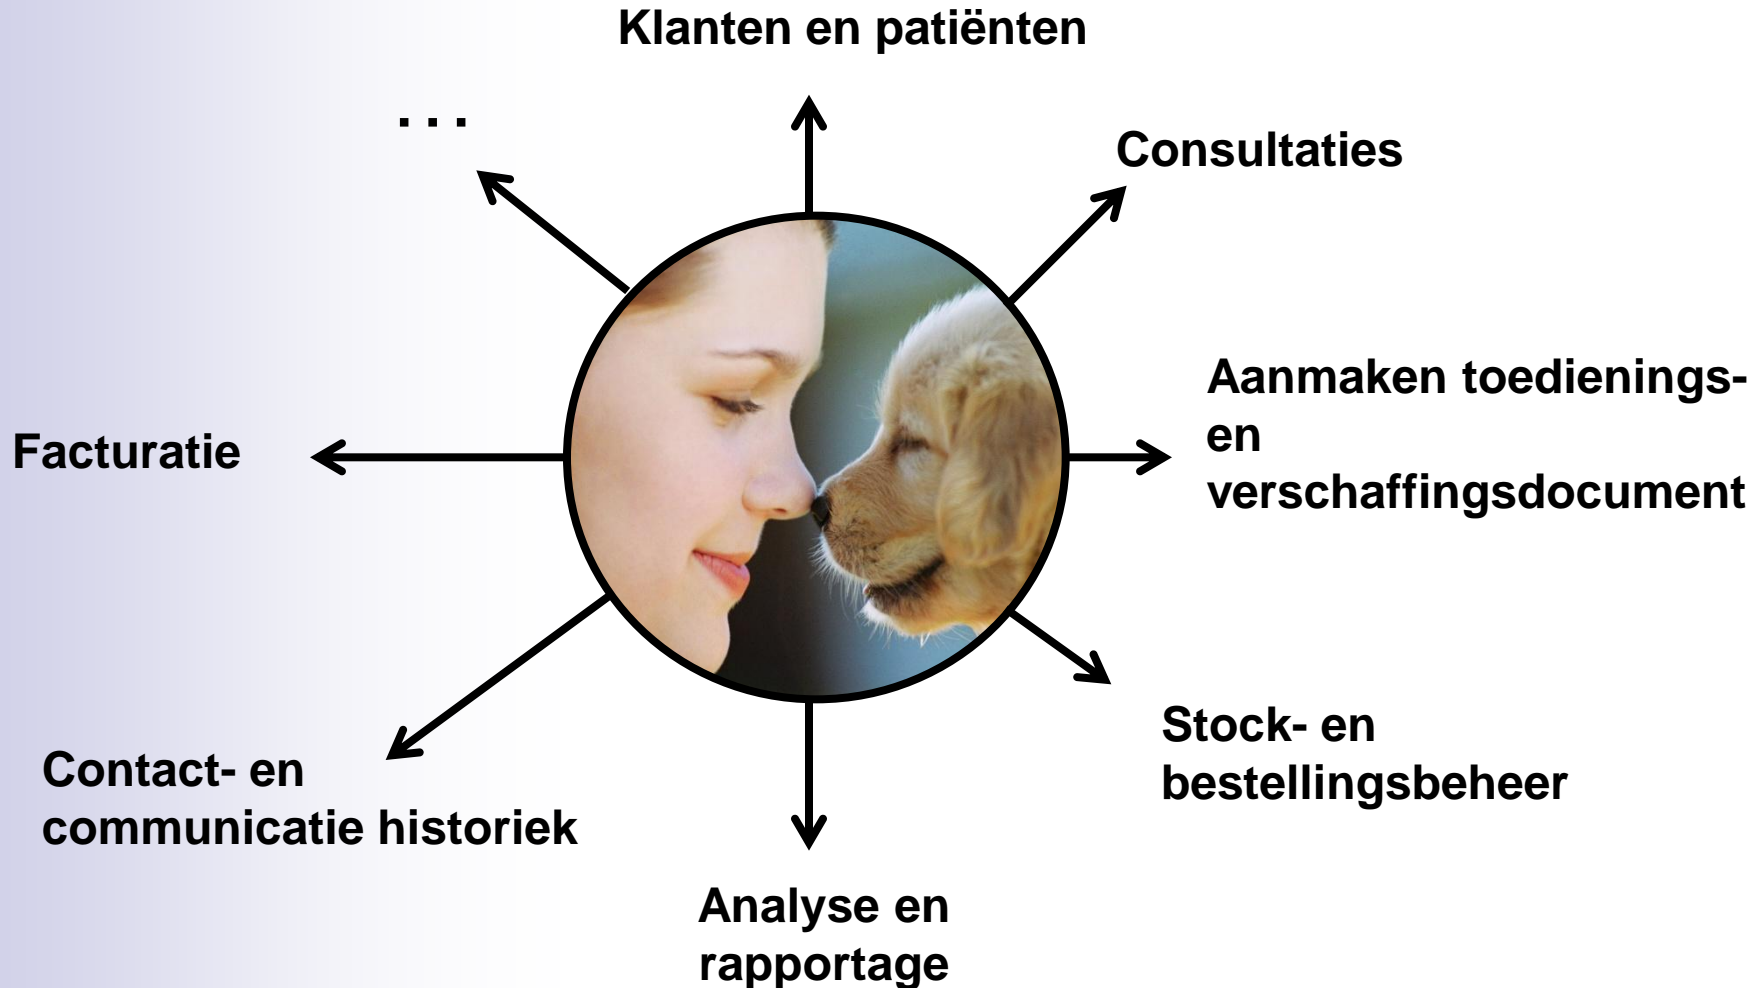 Klanten en patiënten
...
Consultaties
Aanmaken toedienings-
en
verschaffingsdocument
Facturatie
Stock- en
bestellingsbeheer
Contact- en
communicatie historiek
Analyse en
rapportage